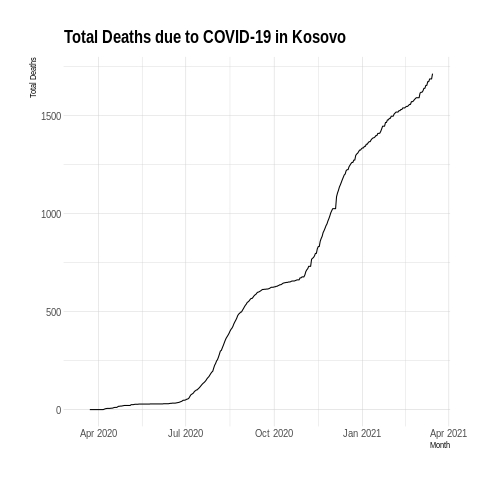 Total Deaths due to COVID-19 in Kosovo
Total Deaths
1500
1000
500
0
Apr 2020 Jul 2020 Oct 2020 Jan 2021 Apr 2021
Month